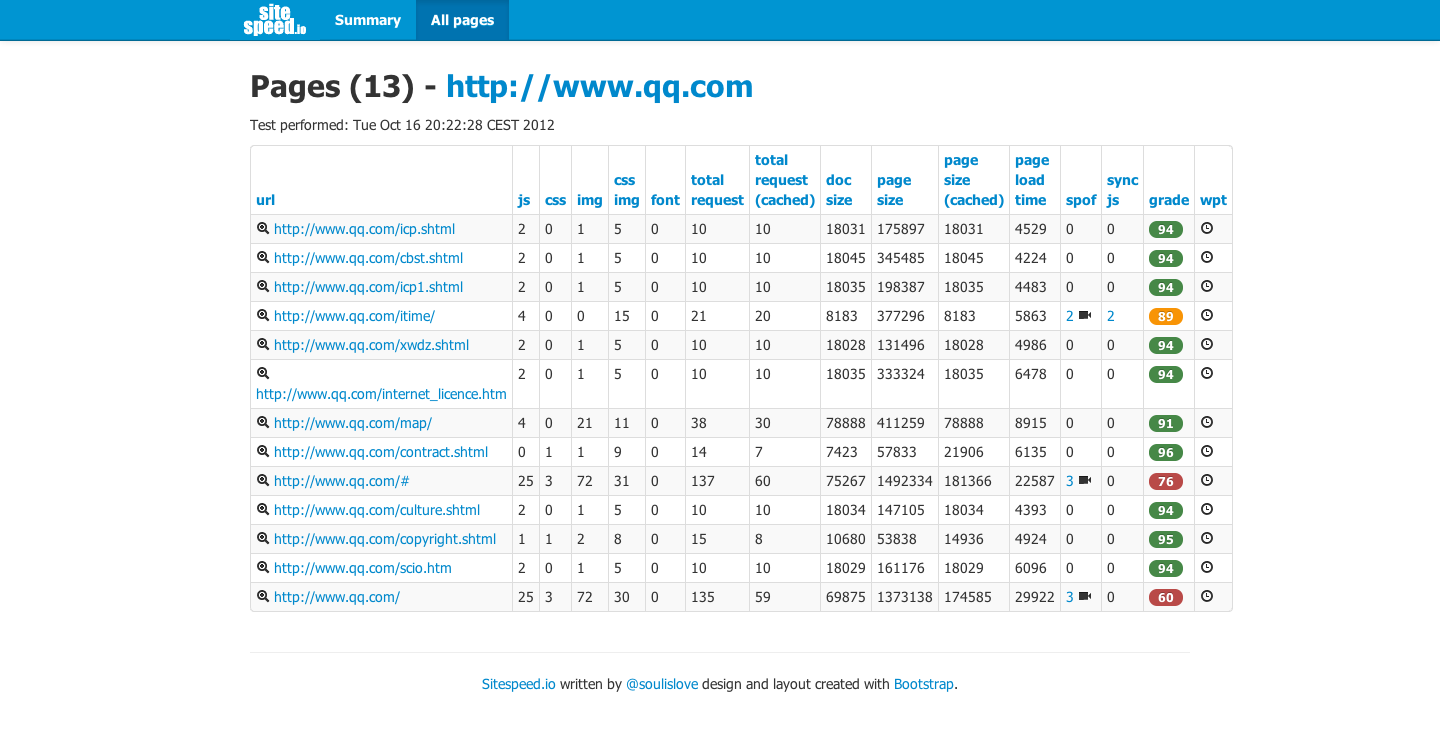 site
speed.io
Summary
All pages
Pages (13) - http://www.qq.com
Test performed: Tue Oct 16 20:22:28 CEST 2012
url js css img css img font total request total request (cached) doc size page size page size (cached) page load time spof sync js grade wpt
http://www.qq.com/icp.shtml 2 0 1 5 0 10 10 18031 175897 18031 4529 0 0 94
http://www.qq.com/cbst.shtml 2 0 1 5 0 10 10 18045 345485 18045 4224 0 0 94
http://www.qq.com/icp1.shtml 2 0 1 5 0 10 10 18035 198387 18035 4483 0 0 94
http://www.qq.com/itime/ 4 0 0 15 0 21 20 8183 377296 8183 5863 2 2 89
http://www.qq.com/xwdz.shtml 2 0 1 5 0 10 10 18028 131496 18028 4986 0 0 94
http://www.qq.com/internet_licence.htm 2 0 1 5 0 10 10 18035 333324 18035 6478 0 0 94
http://www.qq.com/map/ 4 0 21 11 0 38 30 78888 411259 78888 8915 0 0 91
http://www.qq.com/contract.shtml 0 1 1 9 0 14 7 7423 57833 21906 6135 0 0 96
http://www.qq.com/# 25 3 72 31 0 137 60 75267 1492334 181366 22587 3 0 76
http://www.qq.com/culture.shtml 2 0 1 5 0 10 10 18034 147105 18034 4393 0 0 94
http://www.qq.com/copyright.shtml 1 1 2 8 0 15 8 10680 53838 14936 4924 0 0 95
http://www.qq.com/scio.htm 2 0 1 5 0 10 10 18029 161176 18029 6096 0 0 94
http://www.qq.com/ 25 3 72 30 0 135 59 69875 1373138 174585 29922 3 0 60
Sitespeed.io written by @soulislove design and layout created with Bootstrap.